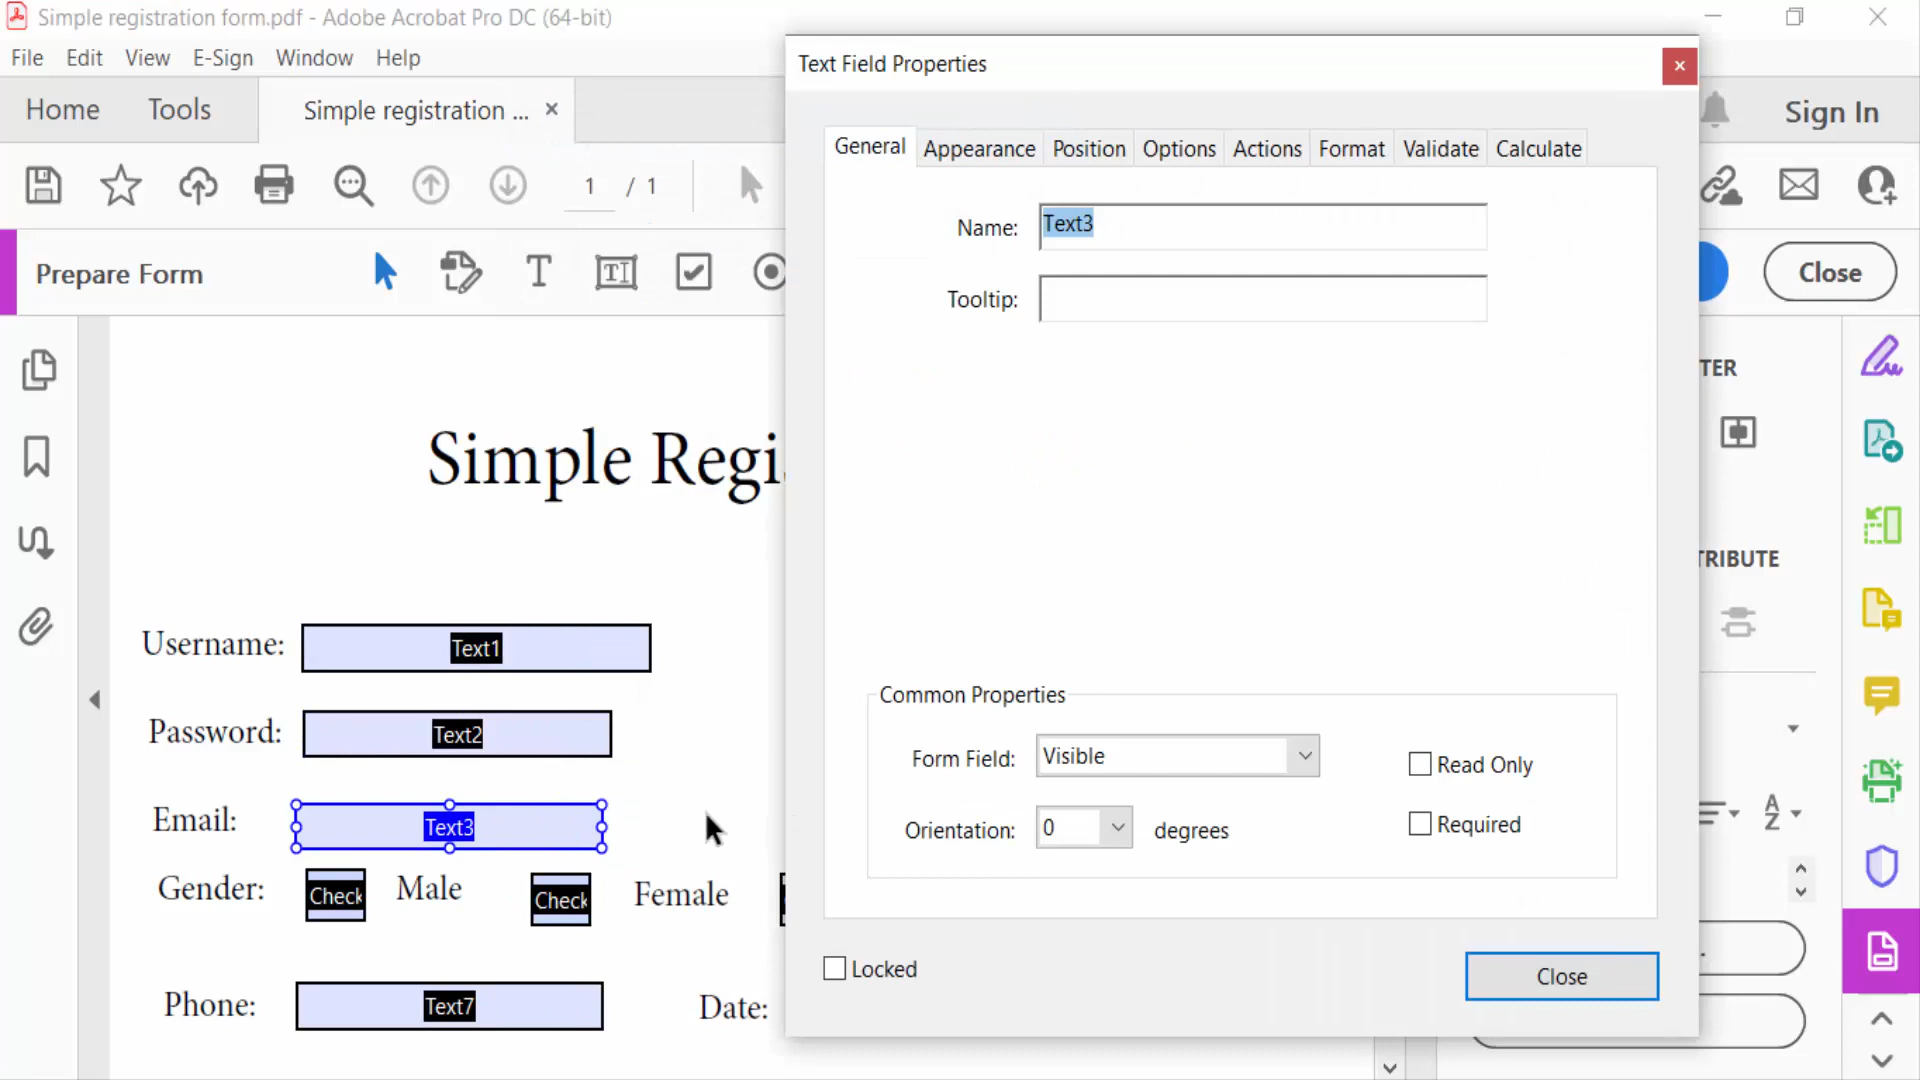 Simple registration form.pdf - Adobe Acrobat Pro DC (64-bit)
File Edit View E-Sign Window Help
Home Tools Simple registration ... Sign In
1 / 1
Prepare Form
Close
Text Field Properties
General Appearance Position Options Actions Format Validate Calculate
Name: Text3
Tooltip:
Common Properties
Form Field: Visible
Read Only
Orientation: 0 degrees
Required
Locked
Close
Simple Regi
Username: Text1
Password: Text2
Email: Text3
Gender: Check Male Check Female
Phone: Text7 Date:
TER
TRIBUTE